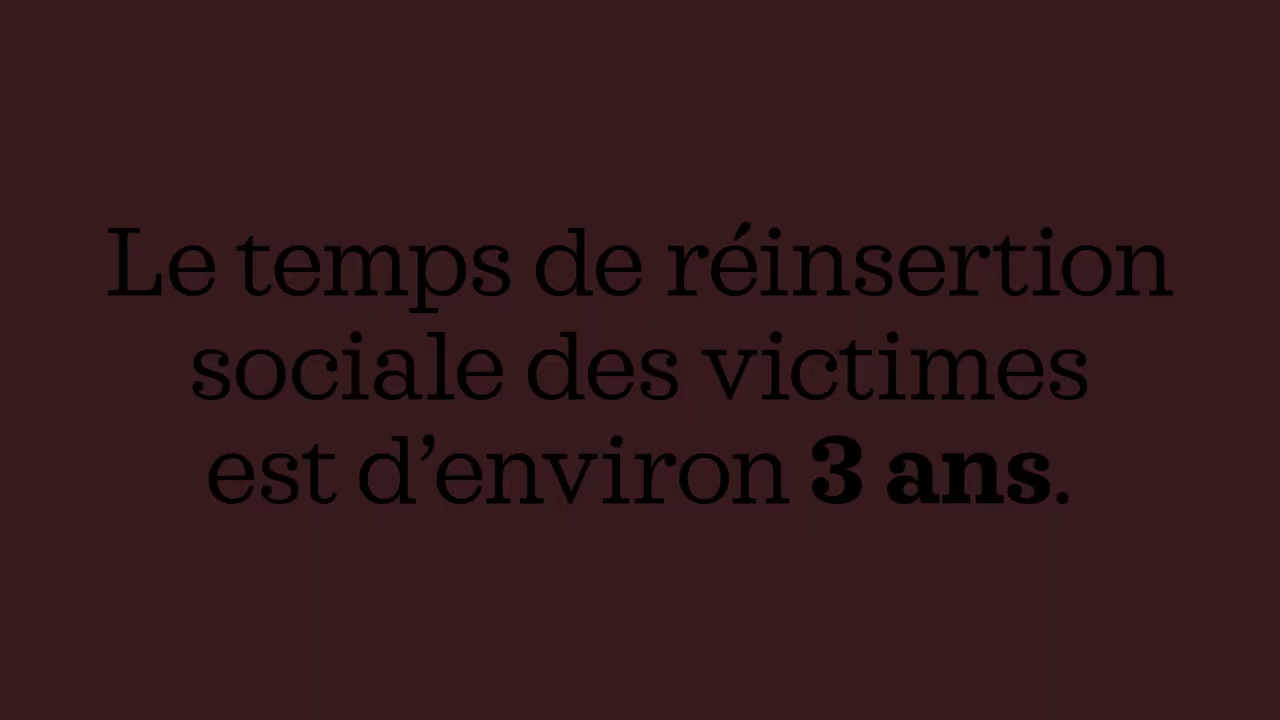 Le temps de réinsertion
sociale des victimes
est d’environ 3 ans.